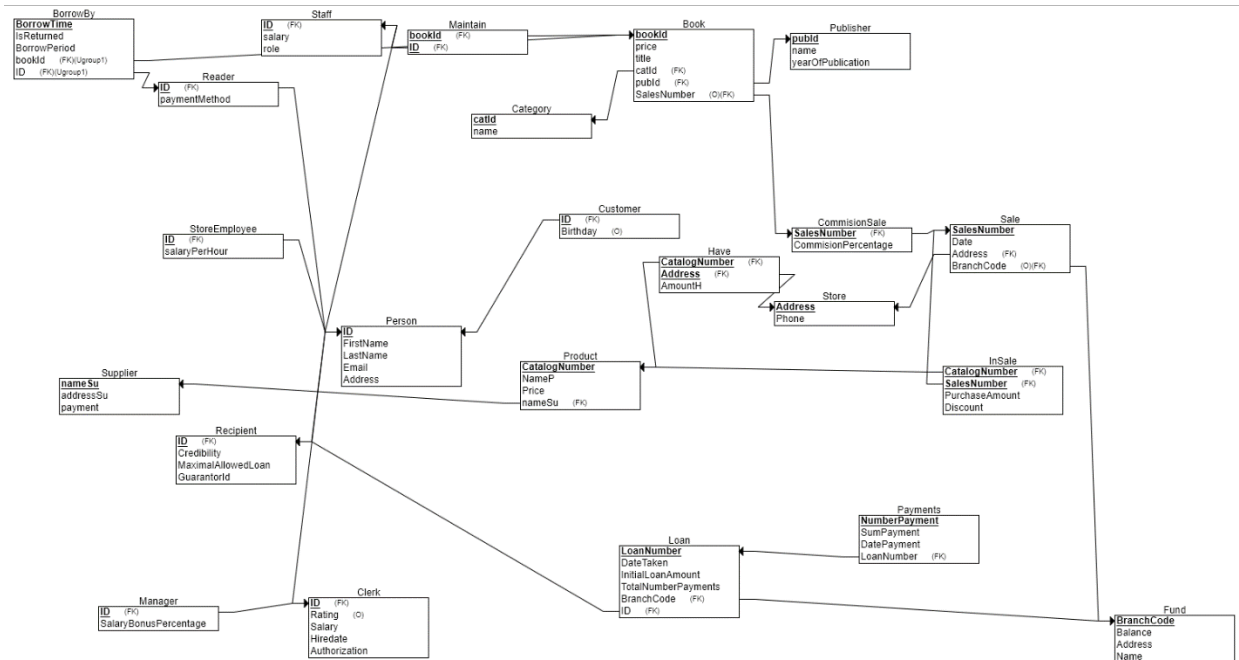 BorrowBy
BorrowTime
IsReturned
BorrowPeriod
bookId (FK)(Ugroup1)
ID (FK)(Ugroup1)
Staff
ID (FK)
salary
role
Maintain
bookId (FK)
ID (FK)
Book
bookId
price
title
catId (FK)
pubId (FK)
SalesNumber (O)(FK)
Publisher
pubId
name
yearOfPublication
Reader
ID (FK)
paymentMethod
Category
catId
name
StoreEmployee
ID (FK)
salaryPerHour
Customer
ID (FK)
Birthday (O)
CommisionSale
SalesNumber (FK)
CommisionPercentage
Sale
SalesNumber
Date
Address (FK)
BranchCode (O)(FK)
Have
CatalogNumber (FK)
Address (FK)
AmountH
Store
Address
Phone
Person
ID
FirstName
LastName
Email
Address
Product
CatalogNumber
NameP
Price
nameSu (FK)
InSale
CatalogNumber (FK)
SalesNumber (FK)
PurchaseAmount
Discount
Supplier
nameSu
addressSu
payment
Recipient
ID (FK)
Credibility
MaximalAllowedLoan
GuarantorId
Payments
NumberPayment
SumPayment
DatePayment
LoanNumber (FK)
Loan
LoanNumber
DateTaken
InitialLoanAmount
TotalNumberPayments
BranchCode (FK)
ID (FK)
Manager
ID (FK)
SalaryBonusPercentage
Clerk
ID (FK)
Rating (O)
Salary
Hiredate
Authorization
Fund
BranchCode
Balance
Address
Name